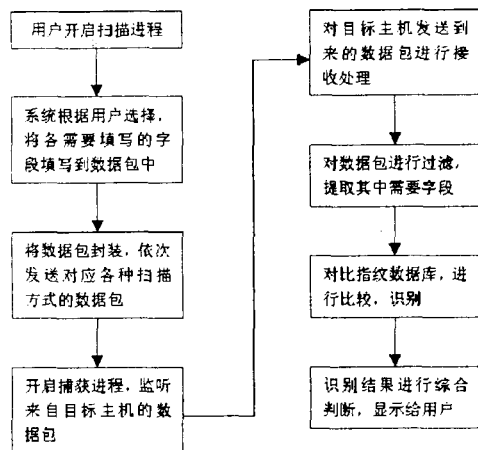 用户开启扫描进程
系统根据用户选择，
将各需要填写的字
段填写到数据包中
将数据包封装，依次
发送对应各种扫描
方式的数据包
开启捕获进程，监听
来自目标主机的数
据包
对目标主机发送到
来的数据包进行接
收处理
对数据包进行过滤，
提取其中需要字段
对比指纹数据库，进
行比较，识别
识别结果进行综合
判断，显示给用户